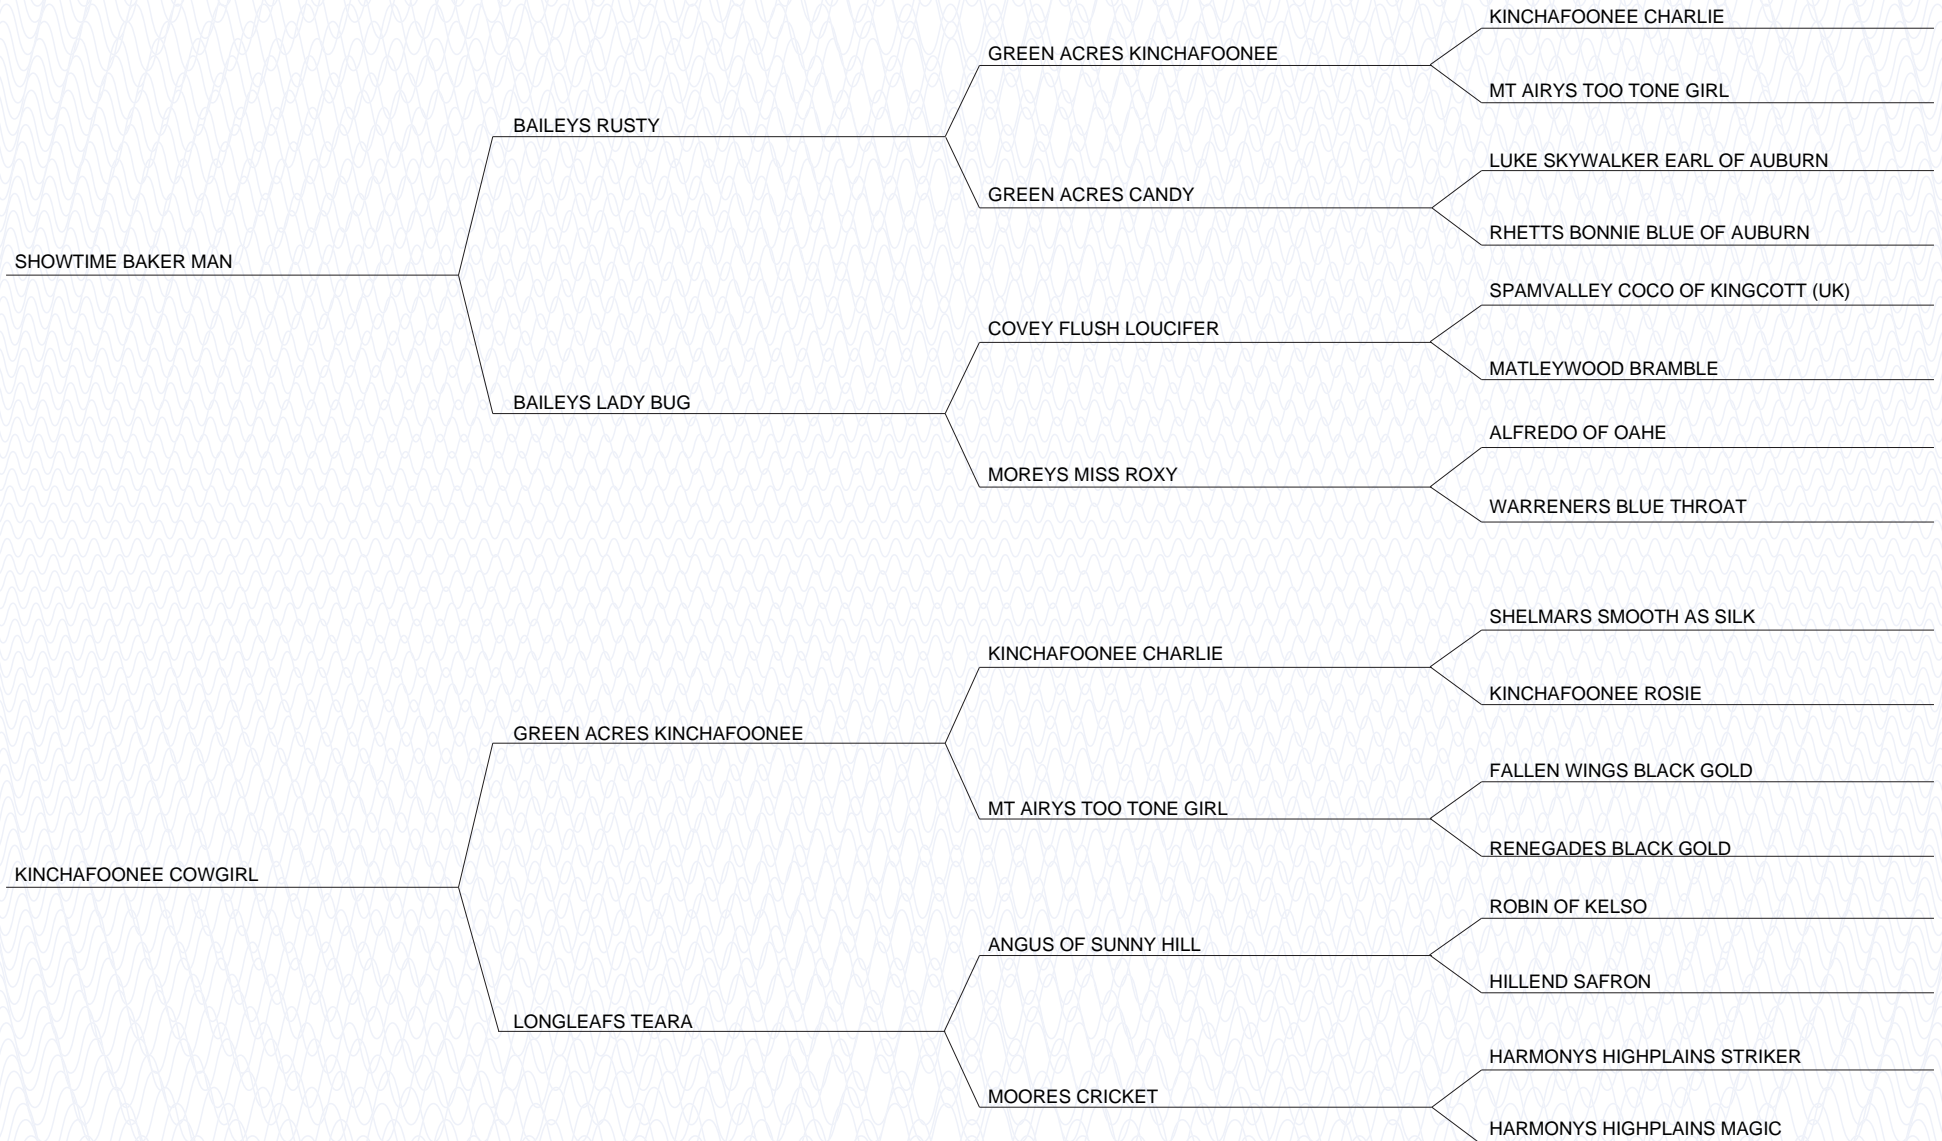 KINCHAFOONEE CHARLIE
GREEN ACRES KINCHAFOONEE
MT AIRYS TOO TONE GIRL
BAILEYS RUSTY
LUKE SKYWALKER EARL OF AUBURN
GREEN ACRES CANDY
RHETTS BONNIE BLUE OF AUBURN
SHOWTIME BAKER MAN
SPAMVALLEY COCO OF KINGCOTT (UK)
COVEY FLUSH LOUCIFER
MATLEYWOOD BRAMBLE
BAILEYS LADY BUG
ALFREDO OF OAHE
MOREYS MISS ROXY
WARRENERS BLUE THROAT
SHELMARS SMOOTH AS SILK
KINCHAFOONEE CHARLIE
KINCHAFOONEE ROSIE
GREEN ACRES KINCHAFOONEE
FALLEN WINGS BLACK GOLD
MT AIRYS TOO TONE GIRL
RENEGADES BLACK GOLD
KINCHAFOONEE COWGIRL
ROBIN OF KELSO
ANGUS OF SUNNY HILL
HILLEND SAFRON
LONGLEAFS TEARA
HARMONYS HIGHPLAINS STRIKER
MOORES CRICKET
HARMONYS HIGHPLAINS MAGIC